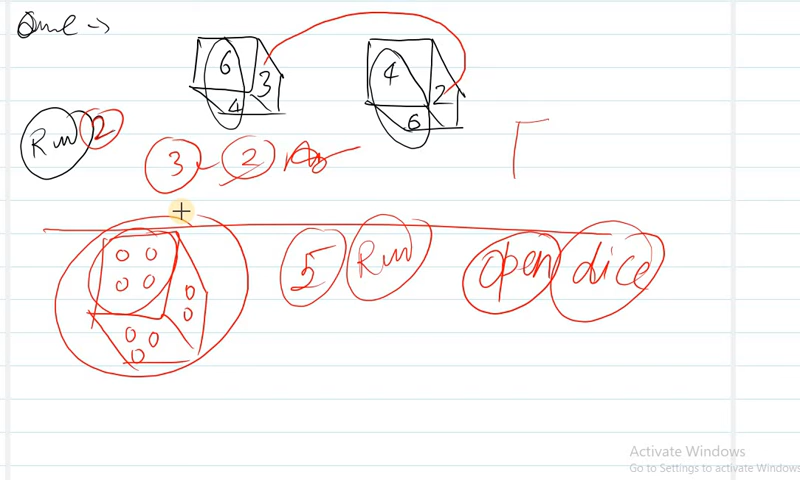 6 3 4
4 2 6
Run 2
3 - 2 Ans
5 Run open dice
Activate Windows
Go to Settings to activate Windows